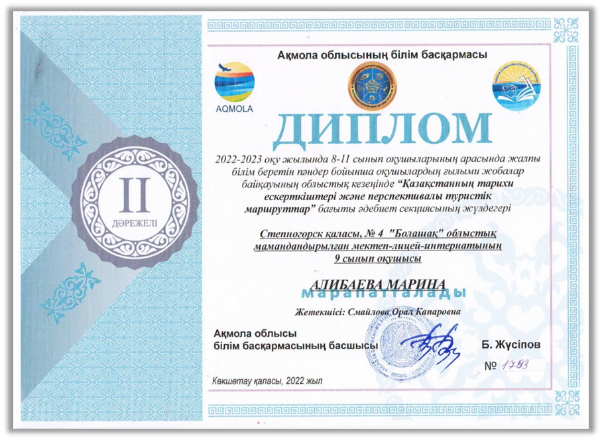 Ақмола облысының білім басқармасы
AQMOLA
ДИПЛОМ
2022-2023 оқу жылында 8-11 сынып оқушыларының арасында жалпы
білім беретін пәндер бойынша оқушылардың ғылыми жобалар
байқауының облыстық кезеңінде “Қазақстанның тарихи
ескерткіштері және перспективалы туристік
маршруттар” бағыты әдебиет секциясының жүлдегері
II
ДӘРЕЖЕЛІ
Степногорск қаласы, № 4 "Болашақ" облыстық
мамандандырылған мектеп-лицей-интернатының
9 сынып оқушысы
АЛИБАЕВА МАРИНА
марапатталады
Жетекшісі: Смайлова Орал Капаровна
Ақмола облысы
білім басқармасының басшысы
Б. Жүсіпов
№ 1793
Көкшетау қаласы, 2022 жыл